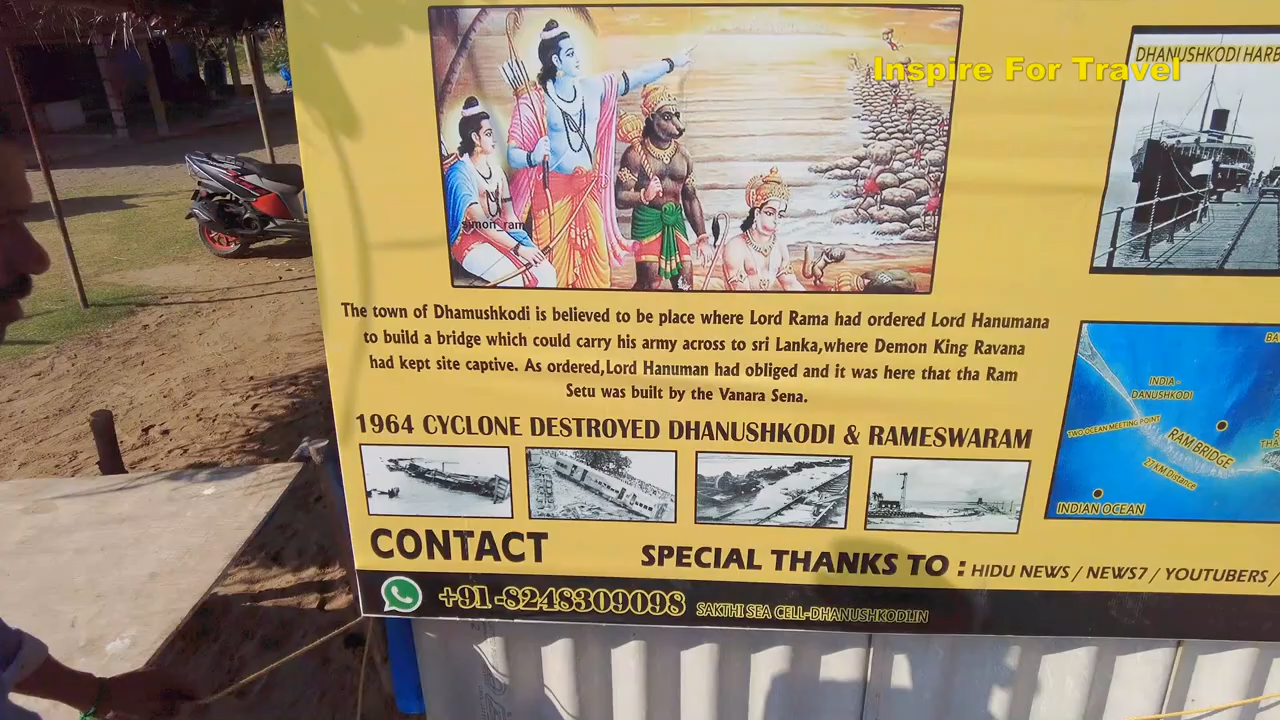 Inspire For Travel
DHANUSHKODI HARB
simon_ram
The town of Dhamushkodi is believed to be place where Lord Rama had ordered Lord Hanumana
to build a bridge which could carry his army across to sri Lanka,where Demon King Ravana
had kept site captive. As ordered,Lord Hanuman had obliged and it was here that tha Ram
Setu was built by the Vanara Sena.
BA
INDIA -
DANUSHKODI
TWO OCEAN MEETING POINT
RAM BRIDGE
27 KM Distance
INDIAN OCEAN
1964 CYCLONE DESTROYED DHANUSHKODI & RAMESWARAM
CONTACT
SPECIAL THANKS TO : HIDU NEWS / NEWS7 / YOUTUBERS /
+91 -8248309098 SAKTHI SEA CELL-DHANUSHKODI.IN